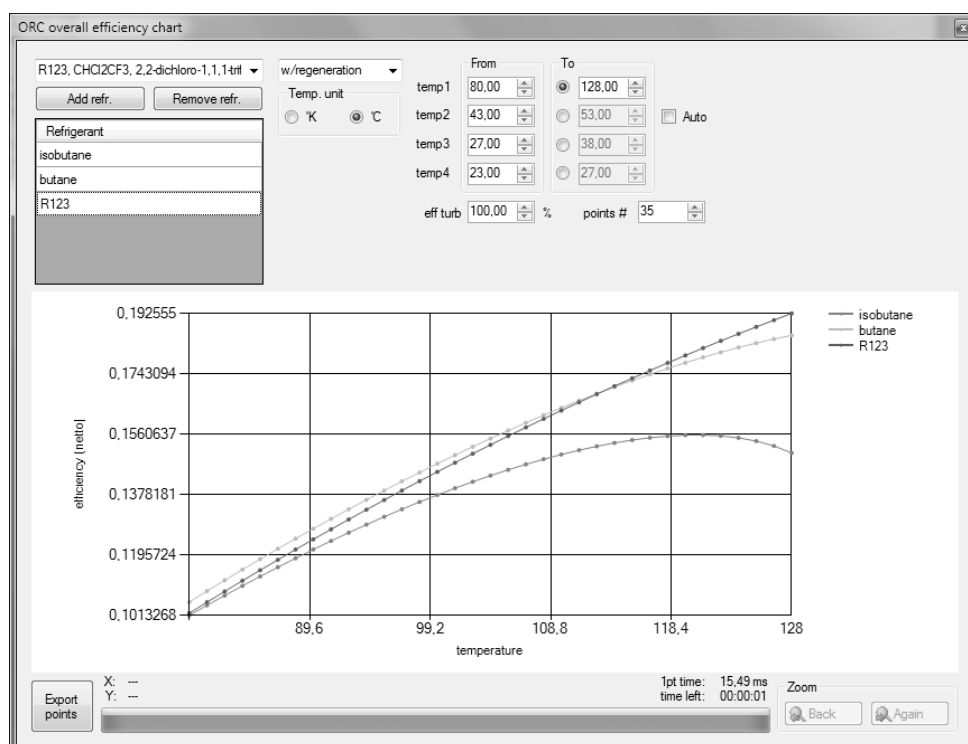 ORC overall efficiency chart
R123, CHCl2CF3, 2,2-dichloro-1,1,1-trif
w/regeneration
From
To
Add refr.
Remove refr.
Temp. unit
'K
'C
temp1
80,00
128,00
temp2
43,00
53,00
Auto
temp3
27,00
38,00
temp4
23,00
27,00
Refrigerant
isobutane
butane
R123
eff turb
100,00
%
points #
35
0,192555
0,1743094
0,1560637
0,1378181
0,1195724
0,1013268
efficiency [netto]
89,6
99,2
108,8
118,4
128
temperature
isobutane
butane
R123
Export
points
X: ---
Y: ---
1pt time: 15,49 ms
time left: 00:00:01
Zoom
Back
Again